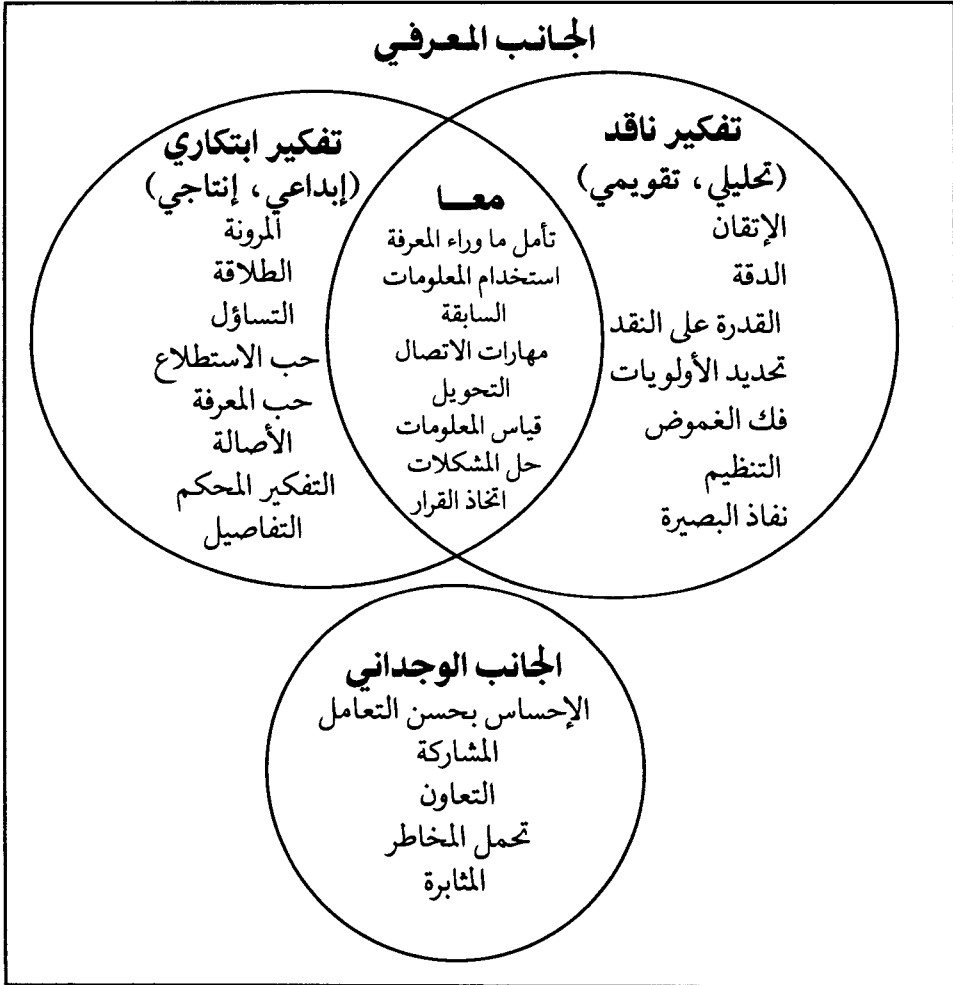 الجانب المعرفي
تفكير ناقد
(تحليلي، تقويمي)
الإتقان
الدقة
القدرة على النقد
تحديد الأولويات
فك الغموض
التنظيم
نفاذ البصيرة
معا
تأمل ما وراء المعرفة
استخدام المعلومات
السابقة
مهارات الاتصال
التحويل
قياس المعلومات
حل المشكلات
اتخاذ القرار
تفكير ابتكاري
(إبداعي، إنتاجي)
المرونة
الطلاقة
التساؤل
حب الاستطلاع
حب المعرفة
الأصالة
التفكير المحكم
التفاصيل
الجانب الوجداني
الإحساس بحسن التعامل
المشاركة
التعاون
تحمل المخاطر
المثابرة